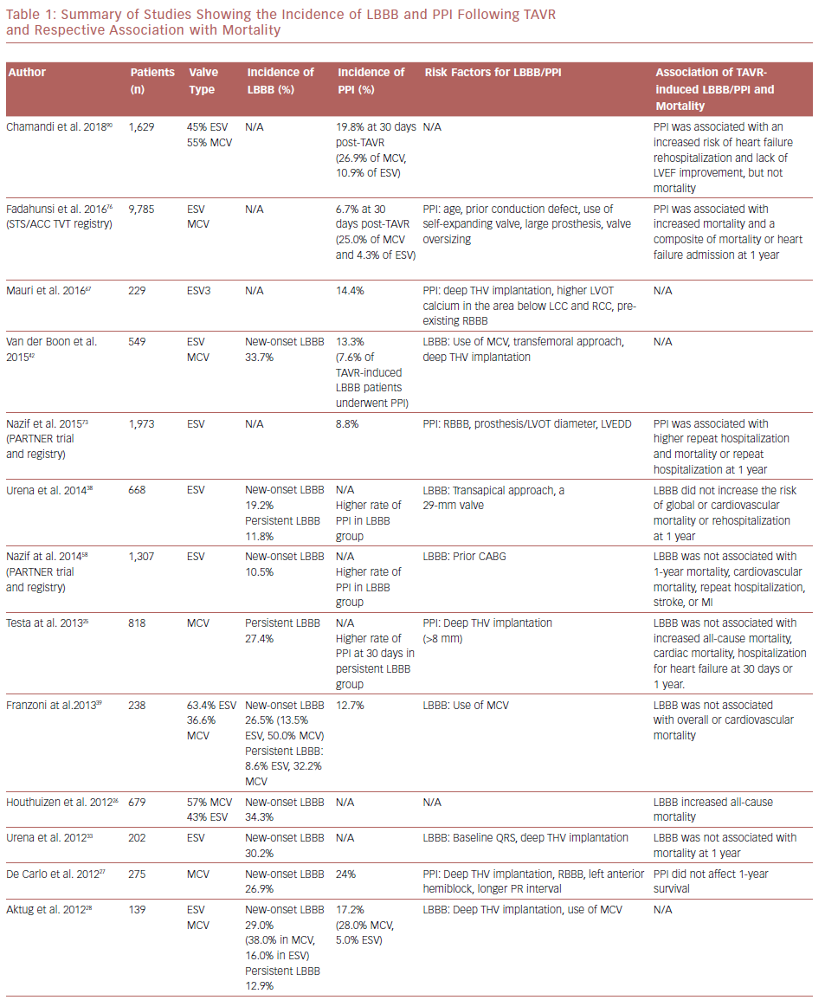 Table 1: Summary of Studies Showing the Incidence of LBBB and PPI Following TAVR
and Respective Association with Mortality
Author Patients (n) Valve Type Incidence of LBBB (%) Incidence of PPI (%) Risk Factors for LBBB/PPI Association of TAVR-induced LBBB/PPI and Mortality
Chamandi et al. 2018⁹⁰ 1,629 45% ESV N/A 19.8% at 30 days N/A PPI was associated with an
55% MCV post-TAVR increased risk of heart failure
(26.9% of MCV, rehospitalization and lack of
10.9% of ESV) LVEF improvement, but not
mortality
Fadahunsi et al. 2016⁷⁶ 9,785 ESV N/A 6.7% at 30 PPI: age, prior conduction defect, use of PPI was associated with
(STS/ACC TVT registry) MCV days post-TAVR self-expanding valve, large prosthesis, valve increased mortality and a
(25.0% of MCV oversizing composite of mortality or heart
and 4.3% of ESV) failure admission at 1 year
Mauri et al. 2016⁶⁷ 229 ESV3 N/A 14.4% PPI: deep THV implantation, higher LVOT N/A
calcium in the area below LCC and RCC, pre-
existing RBBB
Van der Boon et al. 549 ESV New-onset LBBB 13.3% LBBB: Use of MCV, transfemoral approach, N/A
2015⁴² MCV 33.7% (7.6% of deep THV implantation
TAVR-induced
LBBB patients
underwent PPI)
Nazif et al. 2015⁷³ 1,973 ESV N/A 8.8% PPI: RBBB, prosthesis/LVOT diameter, LVEDD PPI was associated with
(PARTNER trial higher repeat hospitalization
and registry) and mortality or repeat
hospitalization at 1 year
Urena et al. 2014³⁸ 668 ESV New-onset LBBB N/A LBBB: Transapical approach, a LBBB did not increase the risk
19.2% Higher rate of 29-mm valve of global or cardiovascular
Persistent LBBB PPI in LBBB mortality or rehospitalization
11.8% group at 1 year
Nazif at al. 2014⁵⁸ 1,307 ESV New-onset LBBB N/A LBBB: Prior CABG LBBB was not associated with
(PARTNER trial 10.5% Higher rate of 1-year mortality, cardiovascular
and registry) PPI in LBBB mortality, repeat hospitalization,
group stroke, or MI
Testa at al. 2013²⁵ 818 MCV Persistent LBBB N/A PPI: Deep THV implantation LBBB was not associated with
27.4% Higher rate of (>8 mm) increased all-cause mortality,
PPI at 30 days in cardiac mortality, hospitalization
persistent LBBB for heart failure at 30 days or
group 1 year.
Franzoni at al.2013³⁹ 238 63.4% ESV New-onset LBBB 12.7% LBBB: Use of MCV LBBB was not associated
36.6% 26.5% (13.5% with overall or cardiovascular
MCV ESV, 50.0% MCV) mortality
Persistent LBBB:
8.6% ESV, 32.2%
MCV
Houthuizen et al. 2012²⁶ 679 57% MCV New-onset LBBB N/A N/A LBBB increased all-cause
43% ESV 34.3% mortality
Urena et al. 2012³³ 202 ESV New-onset LBBB N/A LBBB: Baseline QRS, deep THV implantation LBBB was not associated with
30.2% mortality at 1 year
De Carlo et al. 2012²⁷ 275 MCV New-onset LBBB 24% PPI: Deep THV implantation, RBBB, left anterior PPI did not affect 1-year
26.9% hemiblock, longer PR interval survival
Aktug et al. 2012²⁸ 139 ESV New-onset LBBB 17.2% LBBB: Deep THV implantation, use of MCV N/A
MCV 29.0% (28.0% MCV,
(38.0% in MCV, 5.0% ESV)
16.0% in ESV)
Persistent LBBB
12.9%